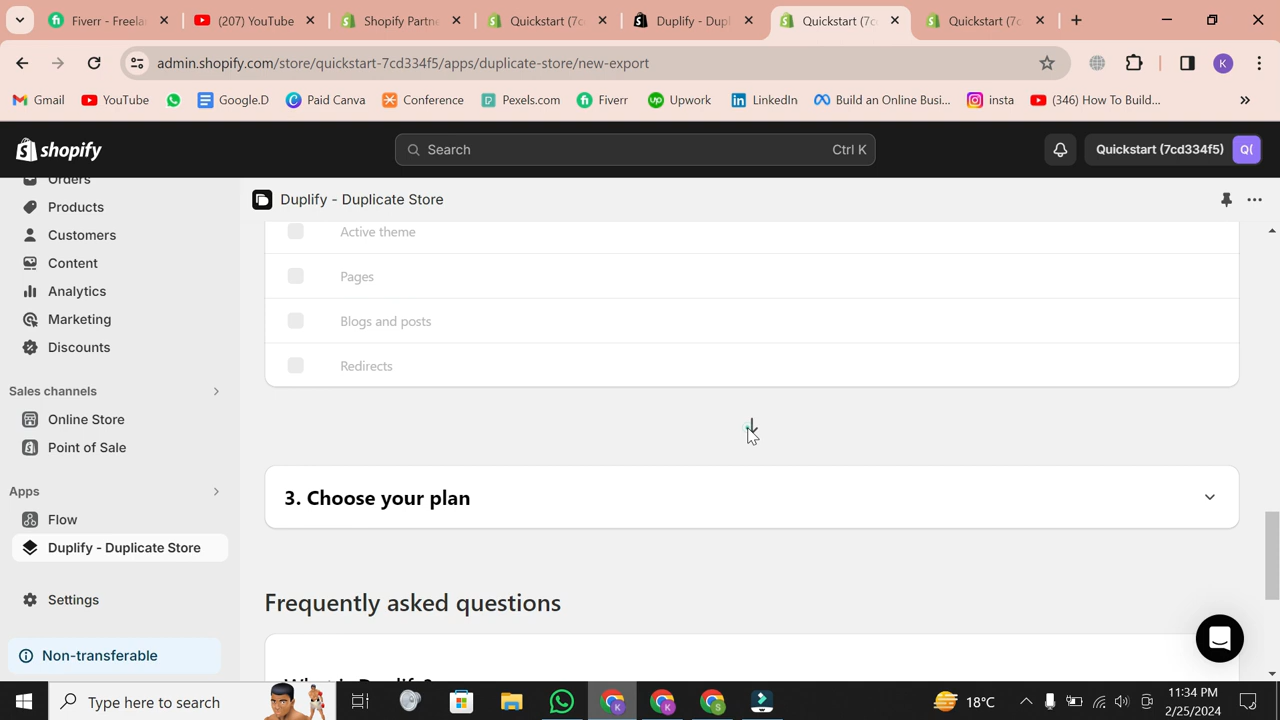 Fiverr - Freela
(207) YouTube
Shopify Partn
Quickstart (7c
Duplify - Dupl
Quickstart (7c
Quickstart (7c
admin.shopify.com/store/quickstart-7cd334f5/apps/duplicate-store/new-export
K
Gmail
YouTube
Google.D
Paid Canva
Conference
Pexels.com
Fiverr
Upwork
LinkedIn
Build an Online Busi...
insta
(346) How To Build...
shopify
Search
Ctrl K
Quickstart (7cd334f5)
Q(
Orders
Products
Customers
Content
Analytics
Marketing
Discounts
Sales channels
Online Store
Point of Sale
Apps
Flow
Duplify - Duplicate Store
Settings
Non-transferable
Duplify - Duplicate Store
Active theme
Pages
Blogs and posts
Redirects
3. Choose your plan
Frequently asked questions
What is Duplify?
Type here to search
18°C
11:34 PM
2/25/2024